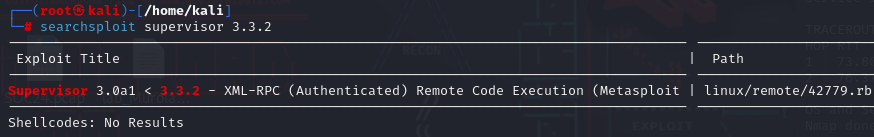 ┌──(root㉿kali)-[/home/kali]
└─# searchsploit supervisor 3.3.2
Exploit Title | Path
Supervisor 3.0a1 < 3.3.2 - XML-RPC (Authenticated) Remote Code Execution (Metasploit | linux/remote/42779.rb
Shellcodes: No Results